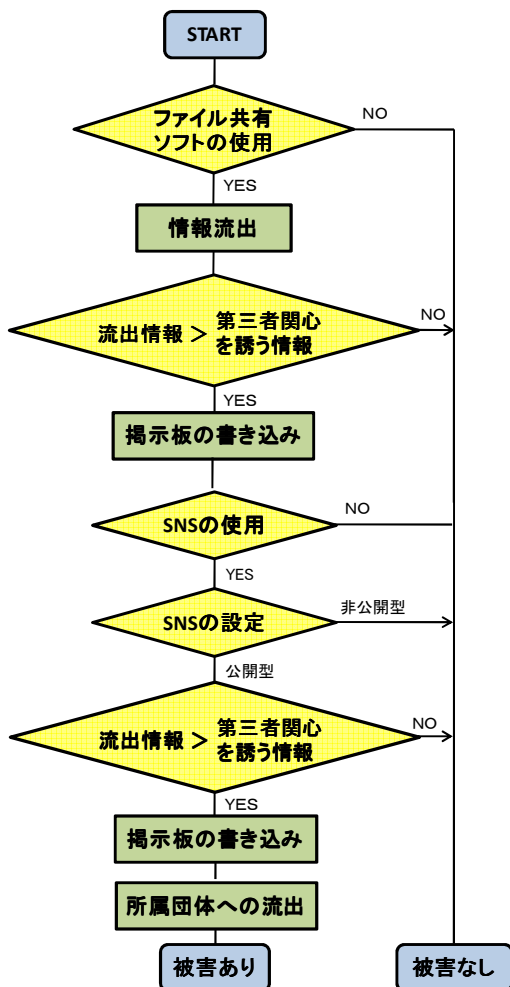 START
ファイル共有
ソフトの使用
NO
YES
情報流出
流出情報 > 第三者関心
を誘う情報
NO
YES
掲示板の書き込み
SNSの使用
NO
YES
SNSの設定
非公開型
公開型
流出情報 > 第三者関心
を誘う情報
NO
YES
掲示板の書き込み
所属団体への流出
被害あり
被害なし